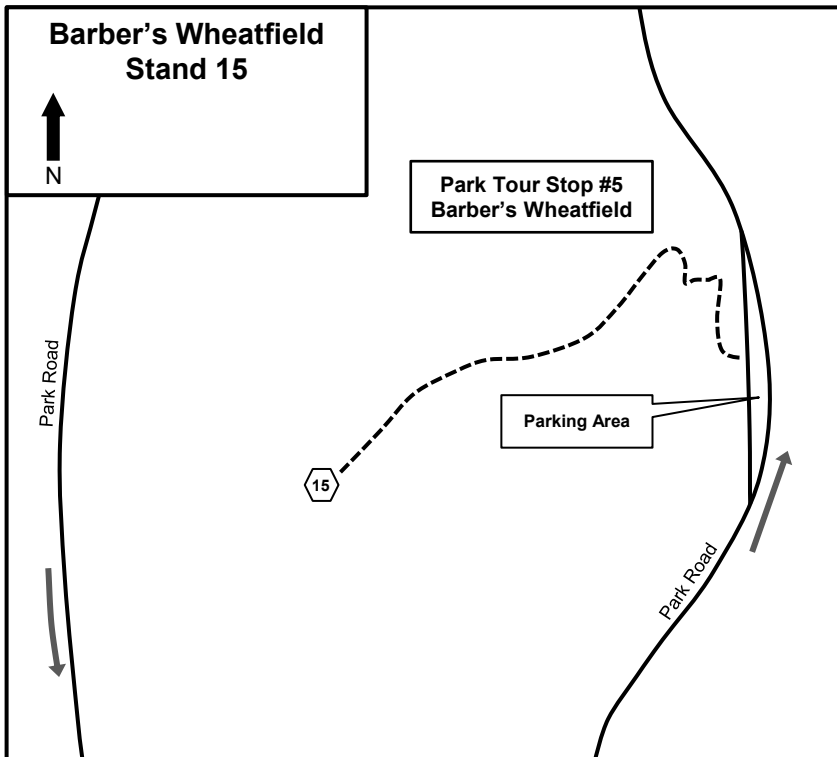 Barber’s Wheatfield
Stand 15
N
Park Tour Stop #5
Barber’s Wheatfield
Park Road
Parking Area
15
Park Road